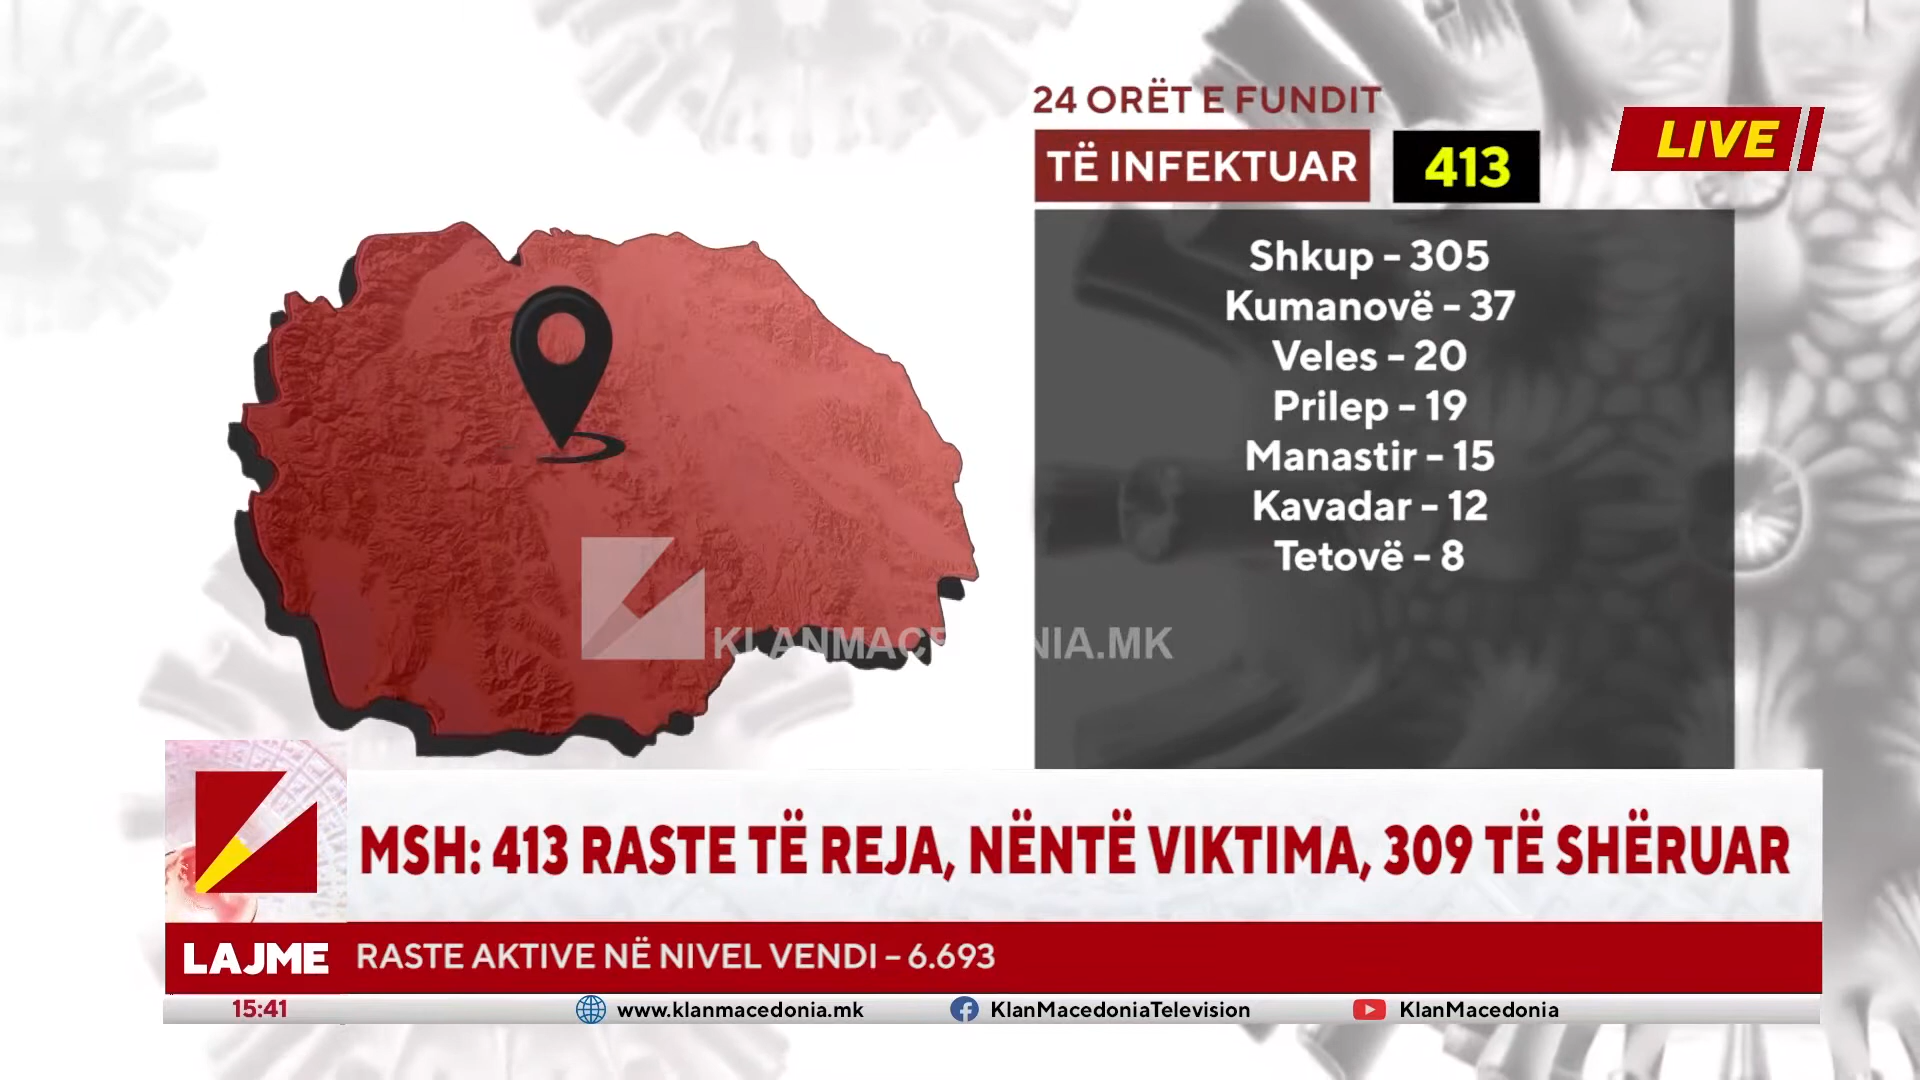 24 ORËT E FUNDIT
TË INFEKTUAR 413
LIVE
Shkup - 305
Kumanovë - 37
Veles - 20
Prilep - 19
Manastir - 15
Kavadar - 12
Tetovë - 8
KLANMACEDONIA.MK
MSH: 413 RASTE TË REJA, NËNTË VIKTIMA, 309 TË SHËRUAR
LAJME RASTE AKTIVE NË NIVEL VENDI – 6.693
15:41 www.klanmacedonia.mk KlanMacedoniaTelevision KlanMacedonia